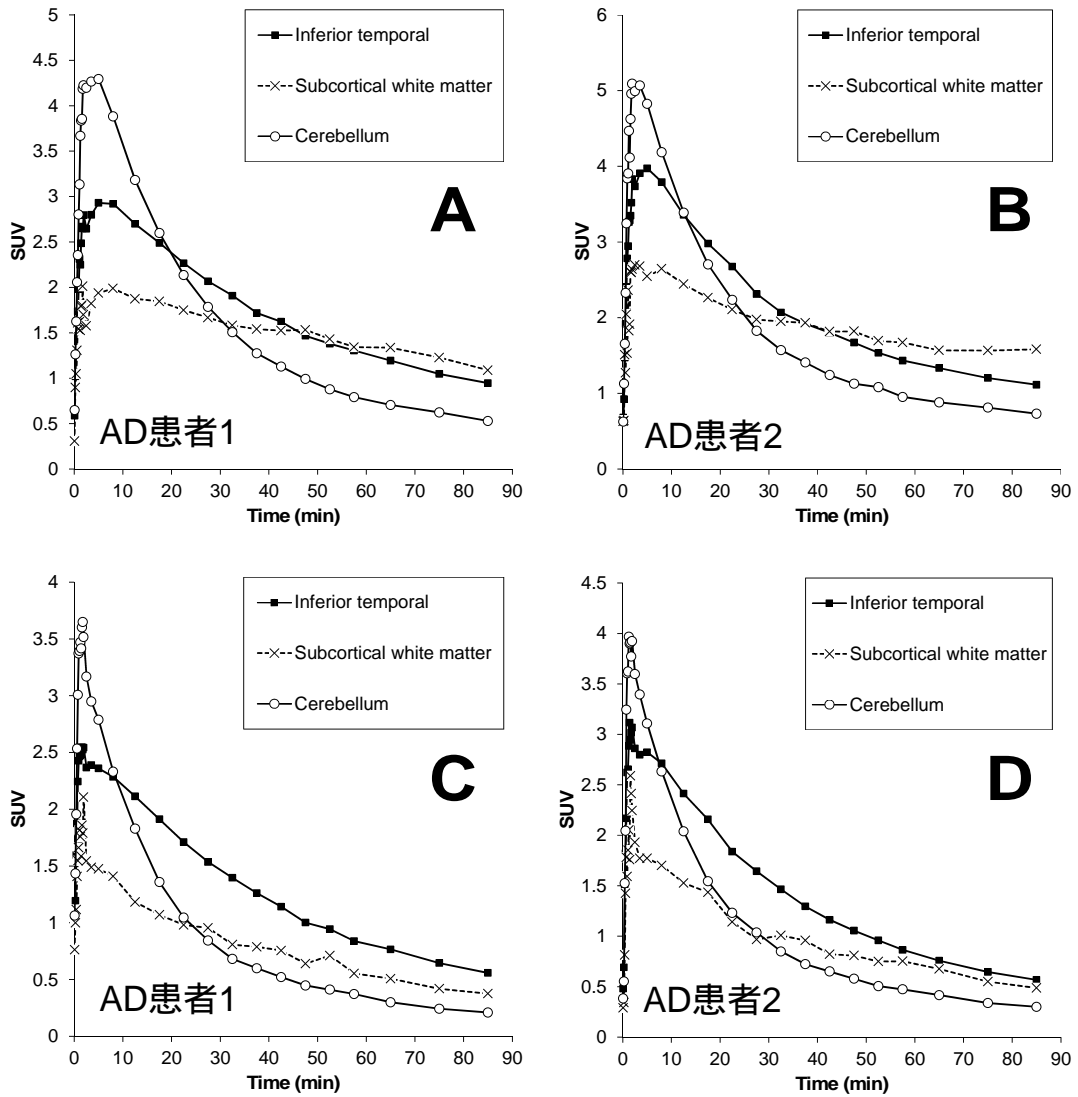 5
4.5
4
3.5
3
2.5
2
1.5
1
0.5
0
SUV
Inferior temporal
Subcortical white matter
Cerebellum
A
AD患者1
0 10 20 30 40 50 60 70 80 90
Time (min)
6
5
4
3
2
1
0
SUV
Inferior temporal
Subcortical white matter
Cerebellum
B
AD患者2
0 10 20 30 40 50 60 70 80 90
Time (min)
4
3.5
3
2.5
2
1.5
1
0.5
0
SUV
Inferior temporal
Subcortical white matter
Cerebellum
C
AD患者1
0 10 20 30 40 50 60 70 80 90
Time (min)
4.5
4
3.5
3
2.5
2
1.5
1
0.5
0
SUV
Inferior temporal
Subcortical white matter
Cerebellum
D
AD患者2
0 10 20 30 40 50 60 70 80 90
Time (min)